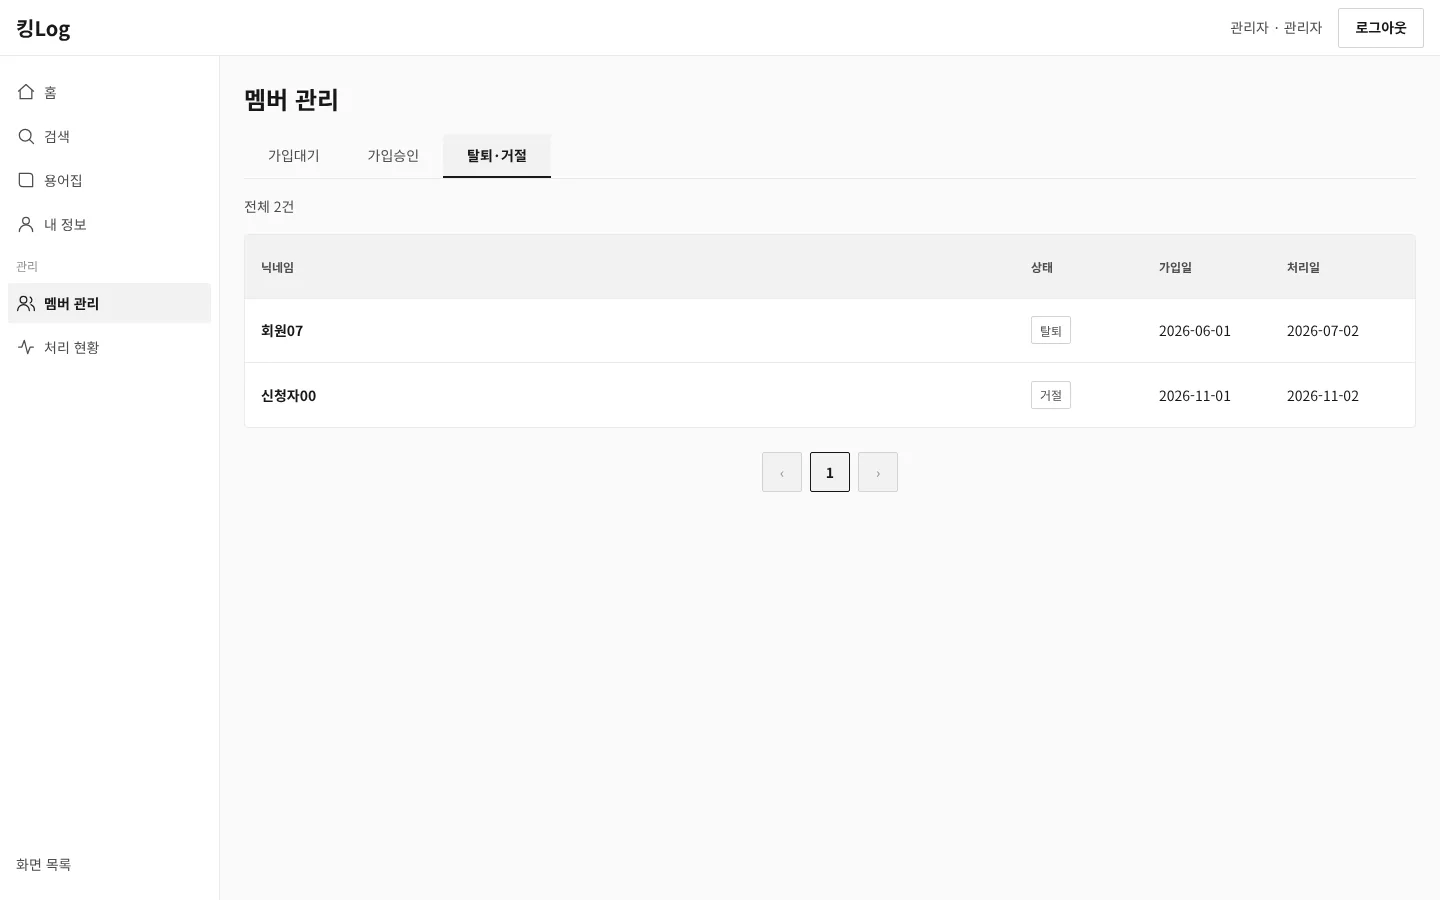 킹Log
관리자 · 관리자
로그아웃
홈
검색
용어집
내 정보
관리
멤버 관리
처리 현황
화면 목록
멤버 관리
가입대기
가입승인
탈퇴·거절
전체 2건
닉네임 상태 가입일 처리일
회원07 탈퇴 2026-06-01 2026-07-02
신청자00 거절 2026-11-01 2026-11-02
‹ 1 ›